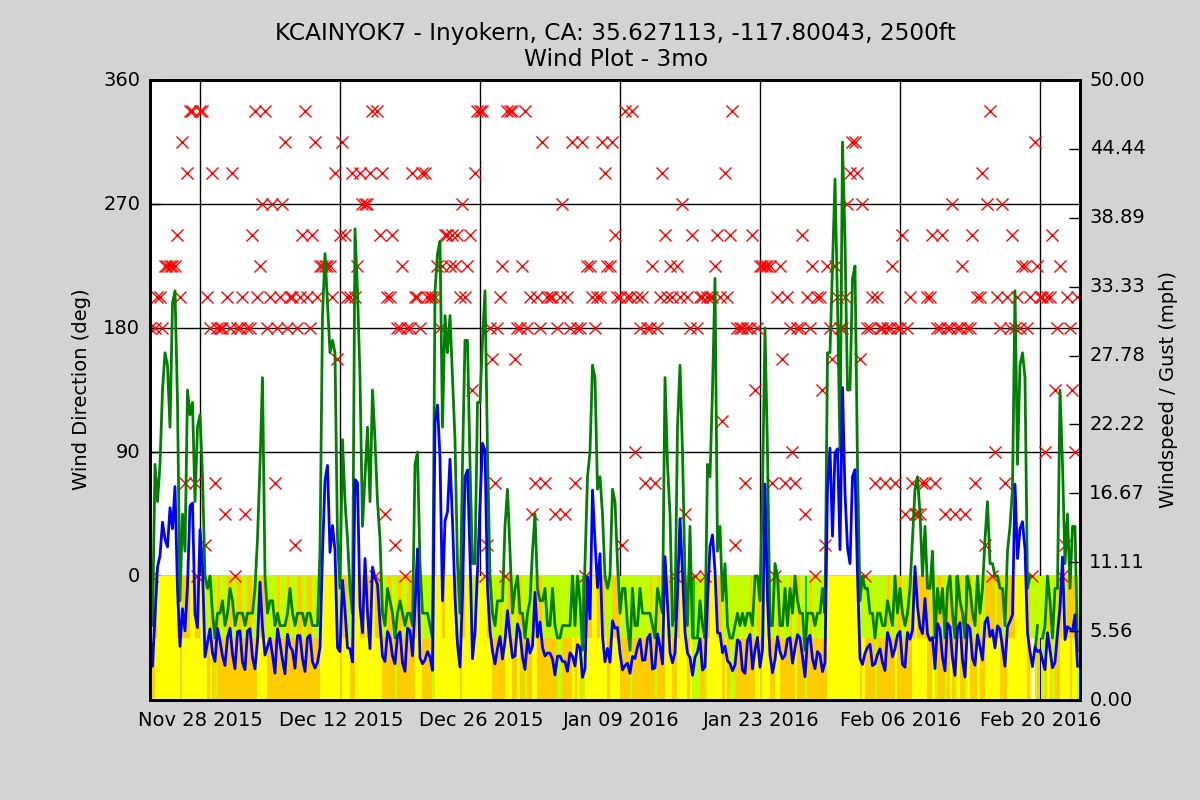 KCAINYOK7 - Inyokern, CA: 35.627113, -117.80043, 2500ft
Wind Plot - 3mo
360
270
180
90
0
Wind Direction (deg)
50.00
44.44
38.89
33.33
27.78
22.22
16.67
11.11
5.56
0.00
Windspeed / Gust (mph)
Nov 28 2015
Dec 12 2015
Dec 26 2015
Jan 09 2016
Jan 23 2016
Feb 06 2016
Feb 20 2016